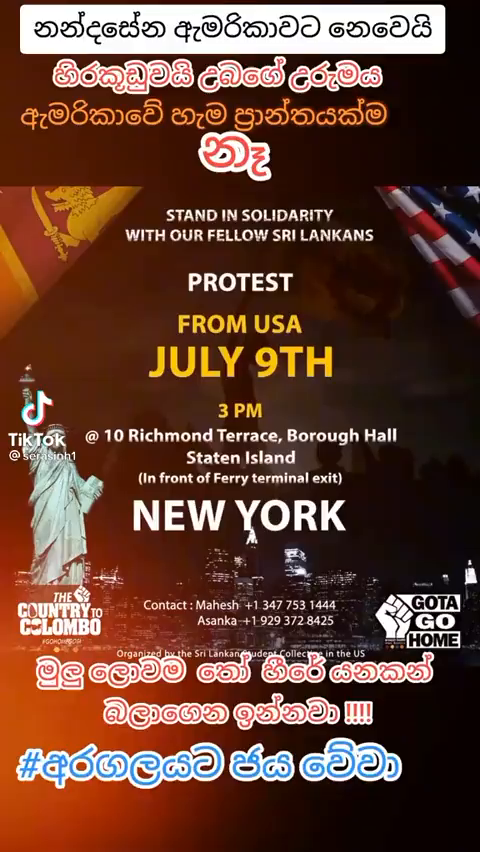 නන්දසේන ඇමරිකාවට නෙවෙයි
හිරකූඩුවයි උබගේ උරුමය
ඇමරිකාවේ හැම ප්‍රාන්තයක්ම
නෑ
STAND IN SOLIDARITY
WITH OUR FELLOW SRI LANKANS
PROTEST
FROM USA
JULY 9TH
3 PM
@ 10 Richmond Terrace, Borough Hall
Staten Island
(In front of Ferry terminal exit)
NEW YORK
TikTok
@serasinh1
THE
COUNTRY TO
COLOMBO
#GOHOMEGOTA
Contact : Mahesh +1 347 753 1444
Asanka +1 929 372 8425
GOTA
GO
HOME
Organized by the Sri Lankan Student Collective in the US
මුලු ලොවම තෝ හීරේ යනකන්
බලාගෙන ඉන්නවා !!!!
#අරගලයට ජය වේවා